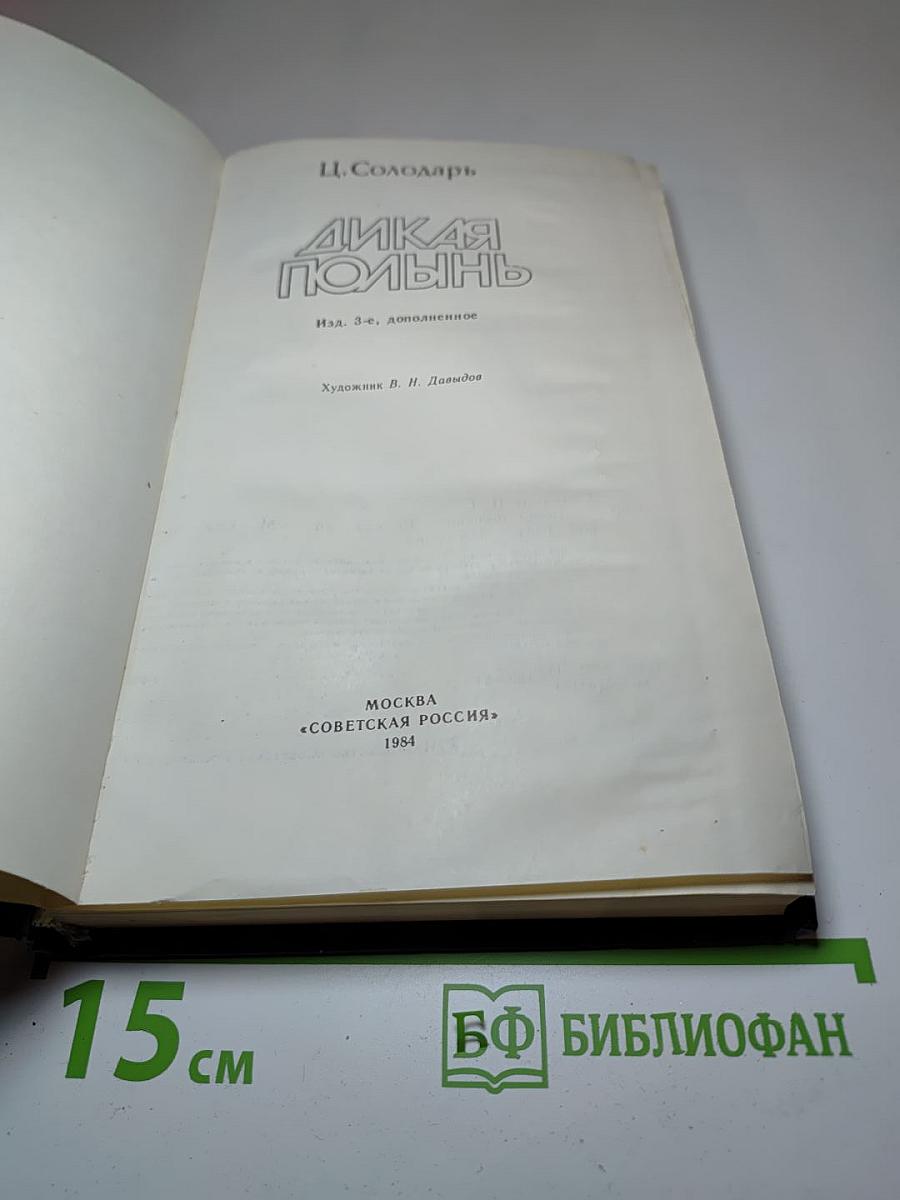 Ц. Солодарь
ДИКАЯ
ПОЛЫНЬ
Изд. 3-е, дополненное
Художник В. Н. Давыдов
МОСКВА
«СОВЕТСКАЯ РОССИЯ»
1984
15 см
БФ БИБЛИОФАН